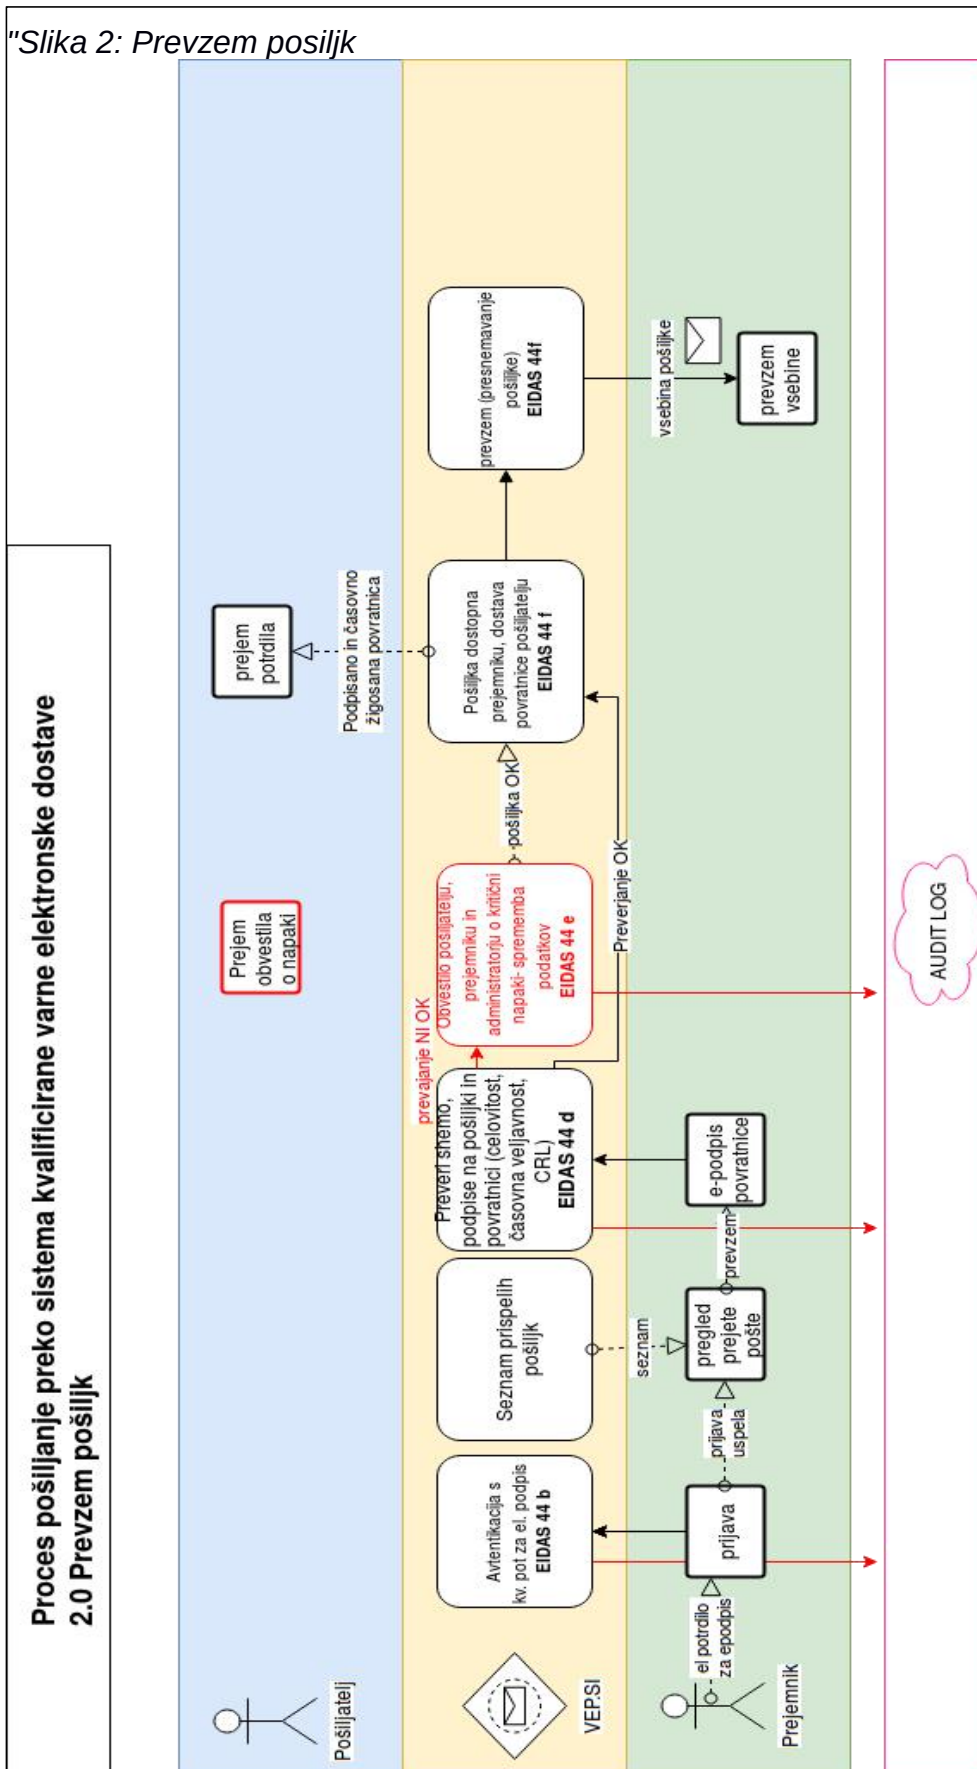 "Slika 2: Prevzem posiljk
Proces pošiljanje preko sistema kvalificirane varne elektronske dostave
2.0 Prevzem pošiljk
Pošiljatelj
Prejem
obvestila
o napaki
prejem
potrdila
Podpisano in časovno
žigosana povratnica
VEP.SI
Avtentikacija s
kv. pot za el. podpis
EIDAS 44 b
Seznam prispelih
pošiljk
Preveri shemo,
podpise na pošiljki in
povratnici (celovitost,
časovna veljavnost,
CRL)
EIDAS 44 d
prevajanje NI OK
Obvestilo pošiljatelju,
prejemniku in
administratorju o kritični
napaki- sprememba
podatkov
EIDAS 44 e
pošiljka OK
Preverjanje OK
Pošiljka dostopna
prejemniku, dostava
povratnice pošiljatelju
EIDAS 44 f
prevzem (presnemavanje
pošiljke)
EIDAS 44f
vsebina pošiljke
Prejemnik
el potrdilo
za epodpis
prijava
prijava
uspela
seznam
pregled
prejete
pošte
prevzem
e-podpis
povratnice
prevzem
vsebine
AUDIT LOG